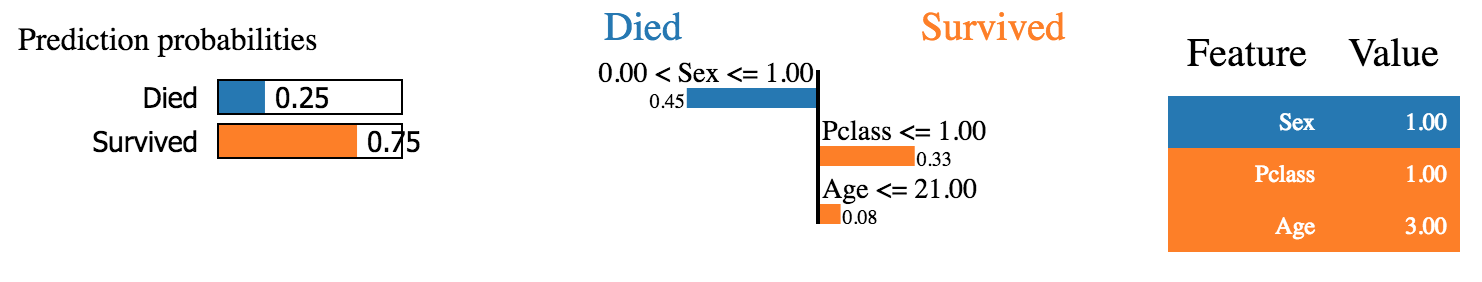 Prediction probabilities
Died 0.25
Survived 0.75
Died Survived
0.00 < Sex <= 1.00
0.45
Pclass <= 1.00
0.33
Age <= 21.00
0.08
Feature Value
Sex 1.00
Pclass 1.00
Age 3.00